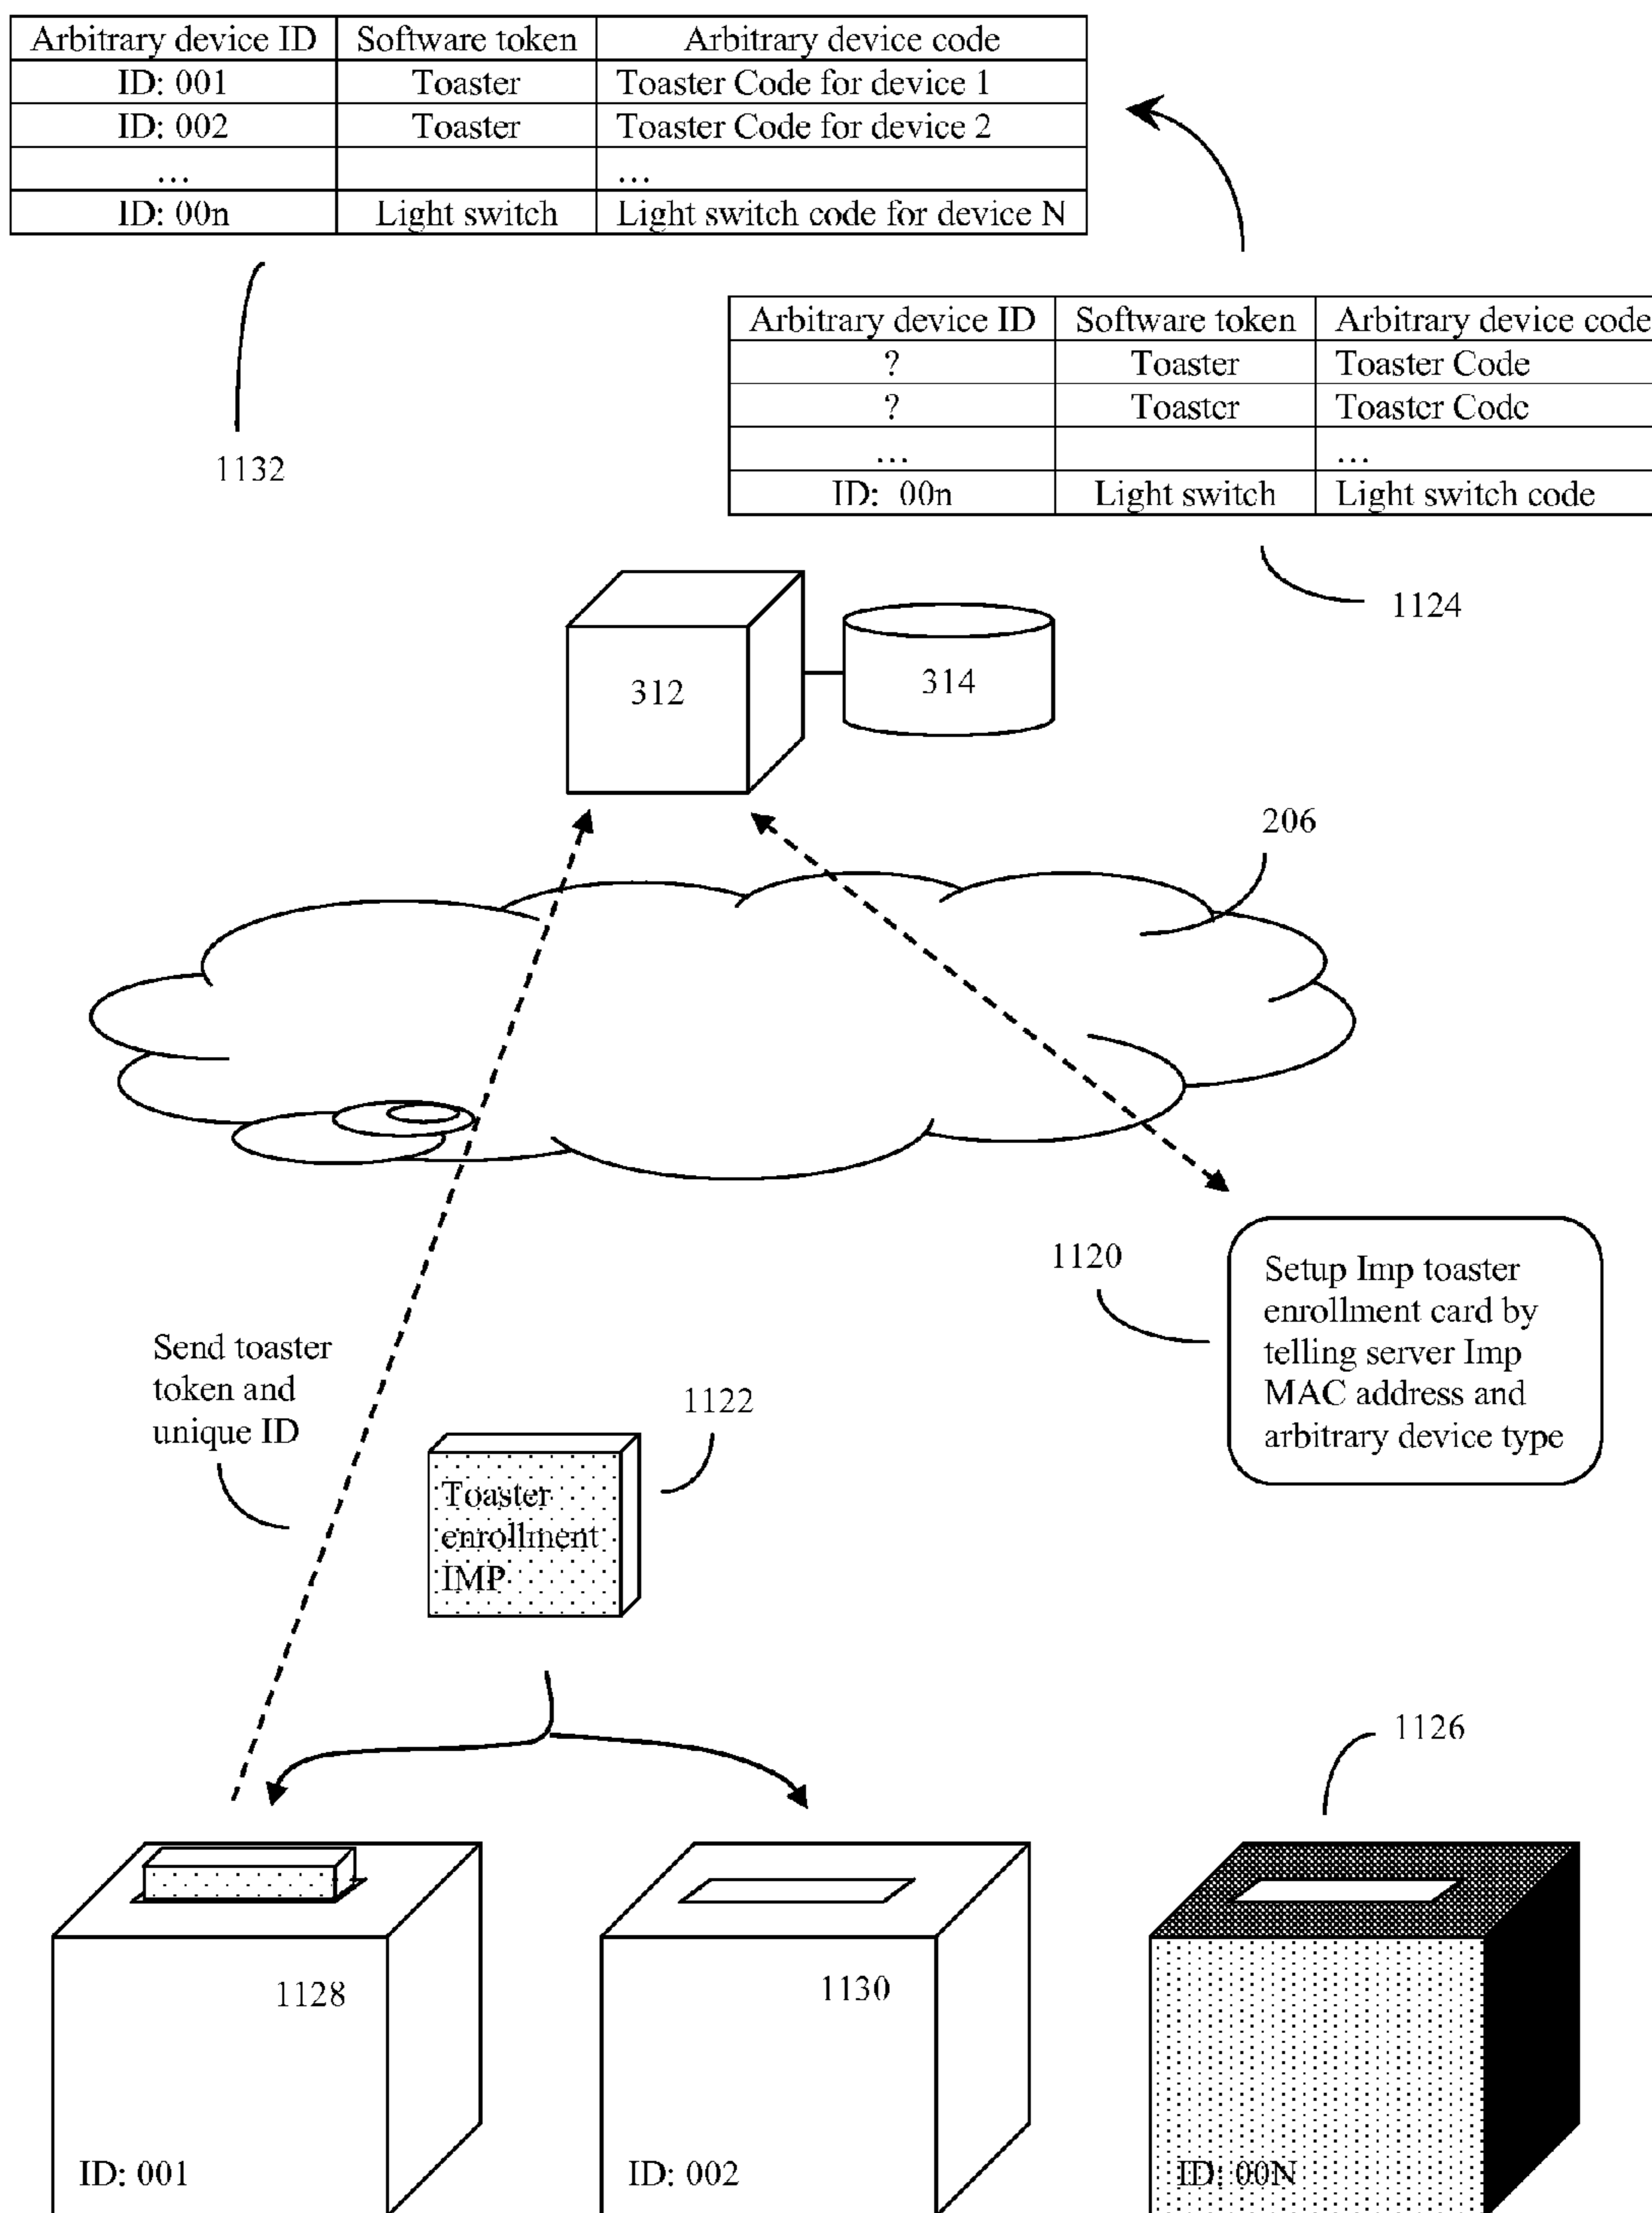 Arbitrary device ID Software token Arbitrary device code
ID: 001 Toaster Toaster Code for device 1
ID: 002 Toaster Toaster Code for device 2
... ...
ID: 00n Light switch Light switch code for device N
1132
Arbitrary device ID Software token Arbitrary device code
? Toaster Toaster Code
? Toaster Toaster Code
... ...
ID: 00n Light switch Light switch code
1124
312
314
206
1120
Setup Imp toaster
enrollment card by
telling server Imp
MAC address and
arbitrary device type
Send toaster
token and
unique ID
1122
Toaster
enrollment
IMP
1126
1128
1130
ID: 001
ID: 002
ID: 00N